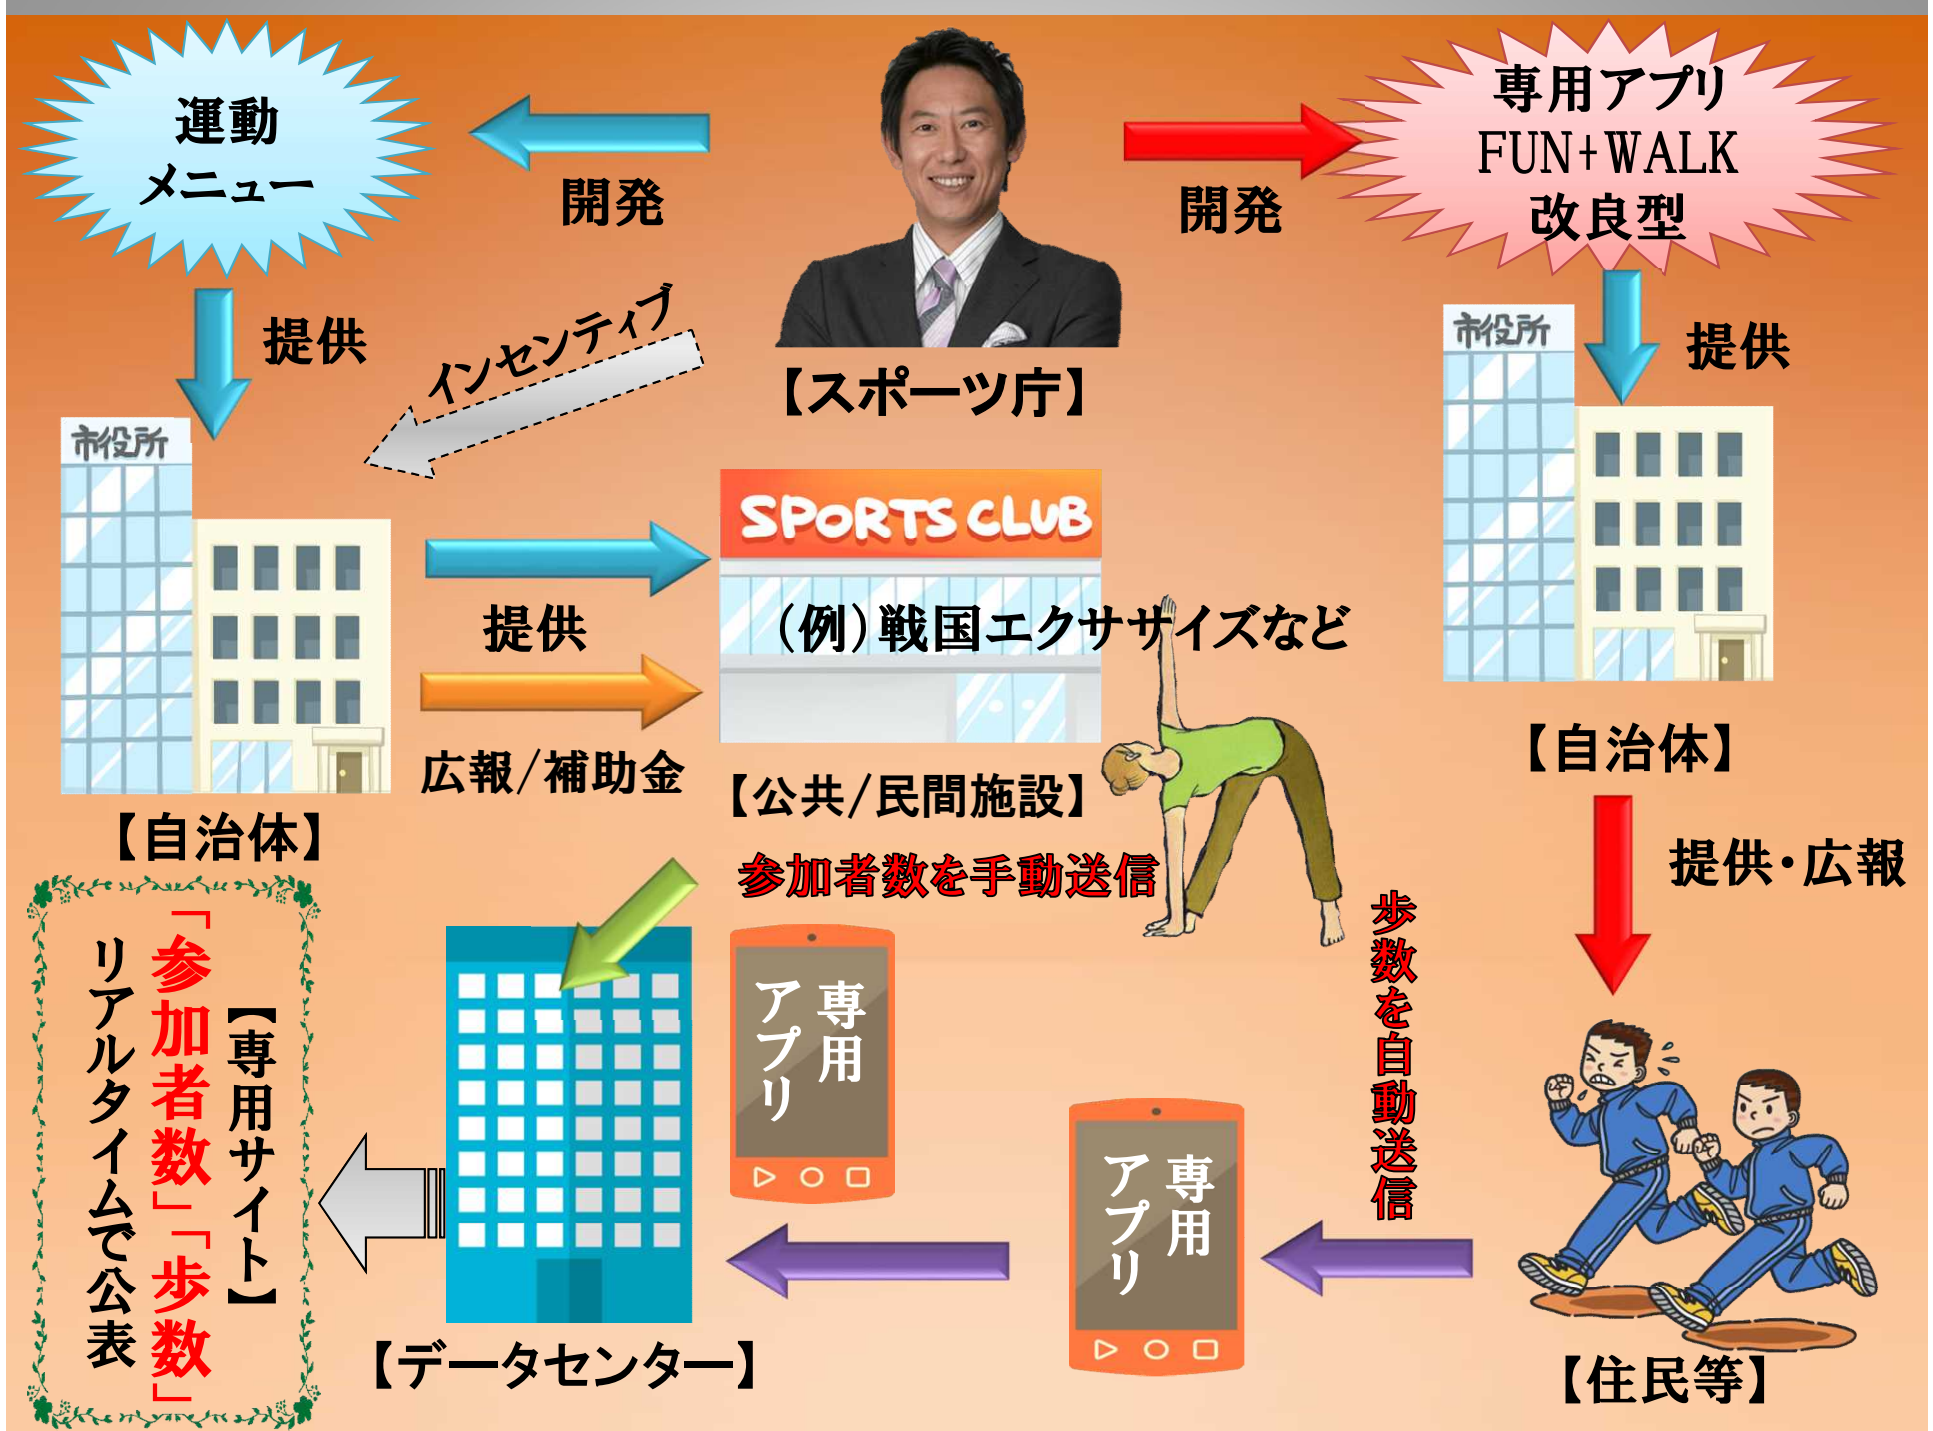 運動
メニュー
開発
開発
専用アプリ
FUN+WALK
改良型
提供
インセンティブ
【スポーツ庁】
市役所
提供
市役所
SPORTS CLUB
提供
(例)戦国エクササイズなど
広報/補助金
【公共/民間施設】
【自治体】
【自治体】
提供・広報
参加者数を手動送信
歩数を自動送信
専用
アプリ
専用
アプリ
【専用サイト】
「参加者数」「歩数」
リアルタイムで公表
【データセンター】
【住民等】